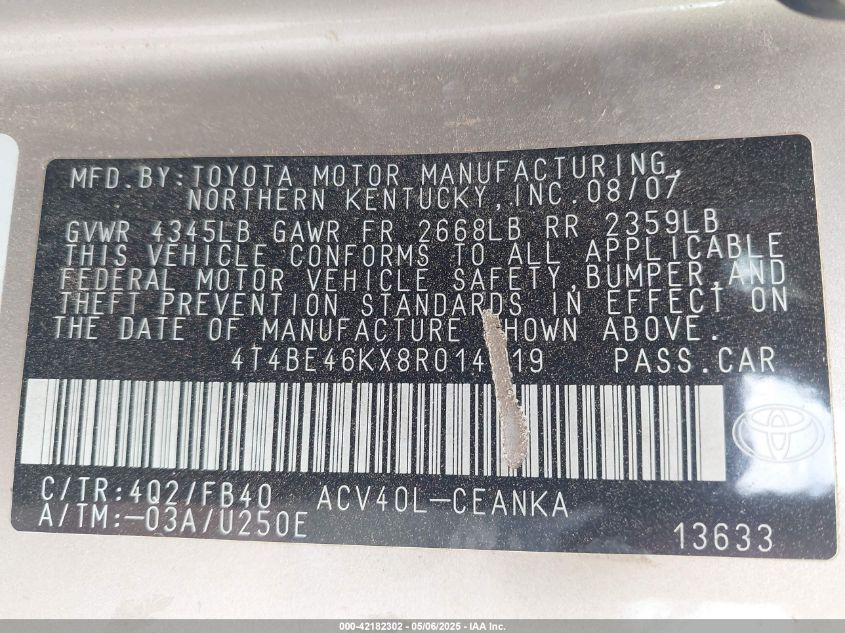 MFD. BY: TOYOTA MOTOR MANUFACTURING,
NORTHERN KENTUCKY, INC. 08/07
GVWR 4345LB GAWR FR 2668LB RR 2359LB
THIS VEHICLE CONFORMS TO ALL APPLICABLE
FEDERAL MOTOR VEHICLE SAFETY, BUMPER, AND
THEFT PREVENTION STANDARDS IN EFFECT ON
THE DATE OF MANUFACTURE SHOWN ABOVE.
PASS. CAR
C/TR: 4Q2/FB40 ACV40L-CEANKA
A/TM: -03A/U250E
13633
000-42182302 - 05/06/2025 - IAA Inc.